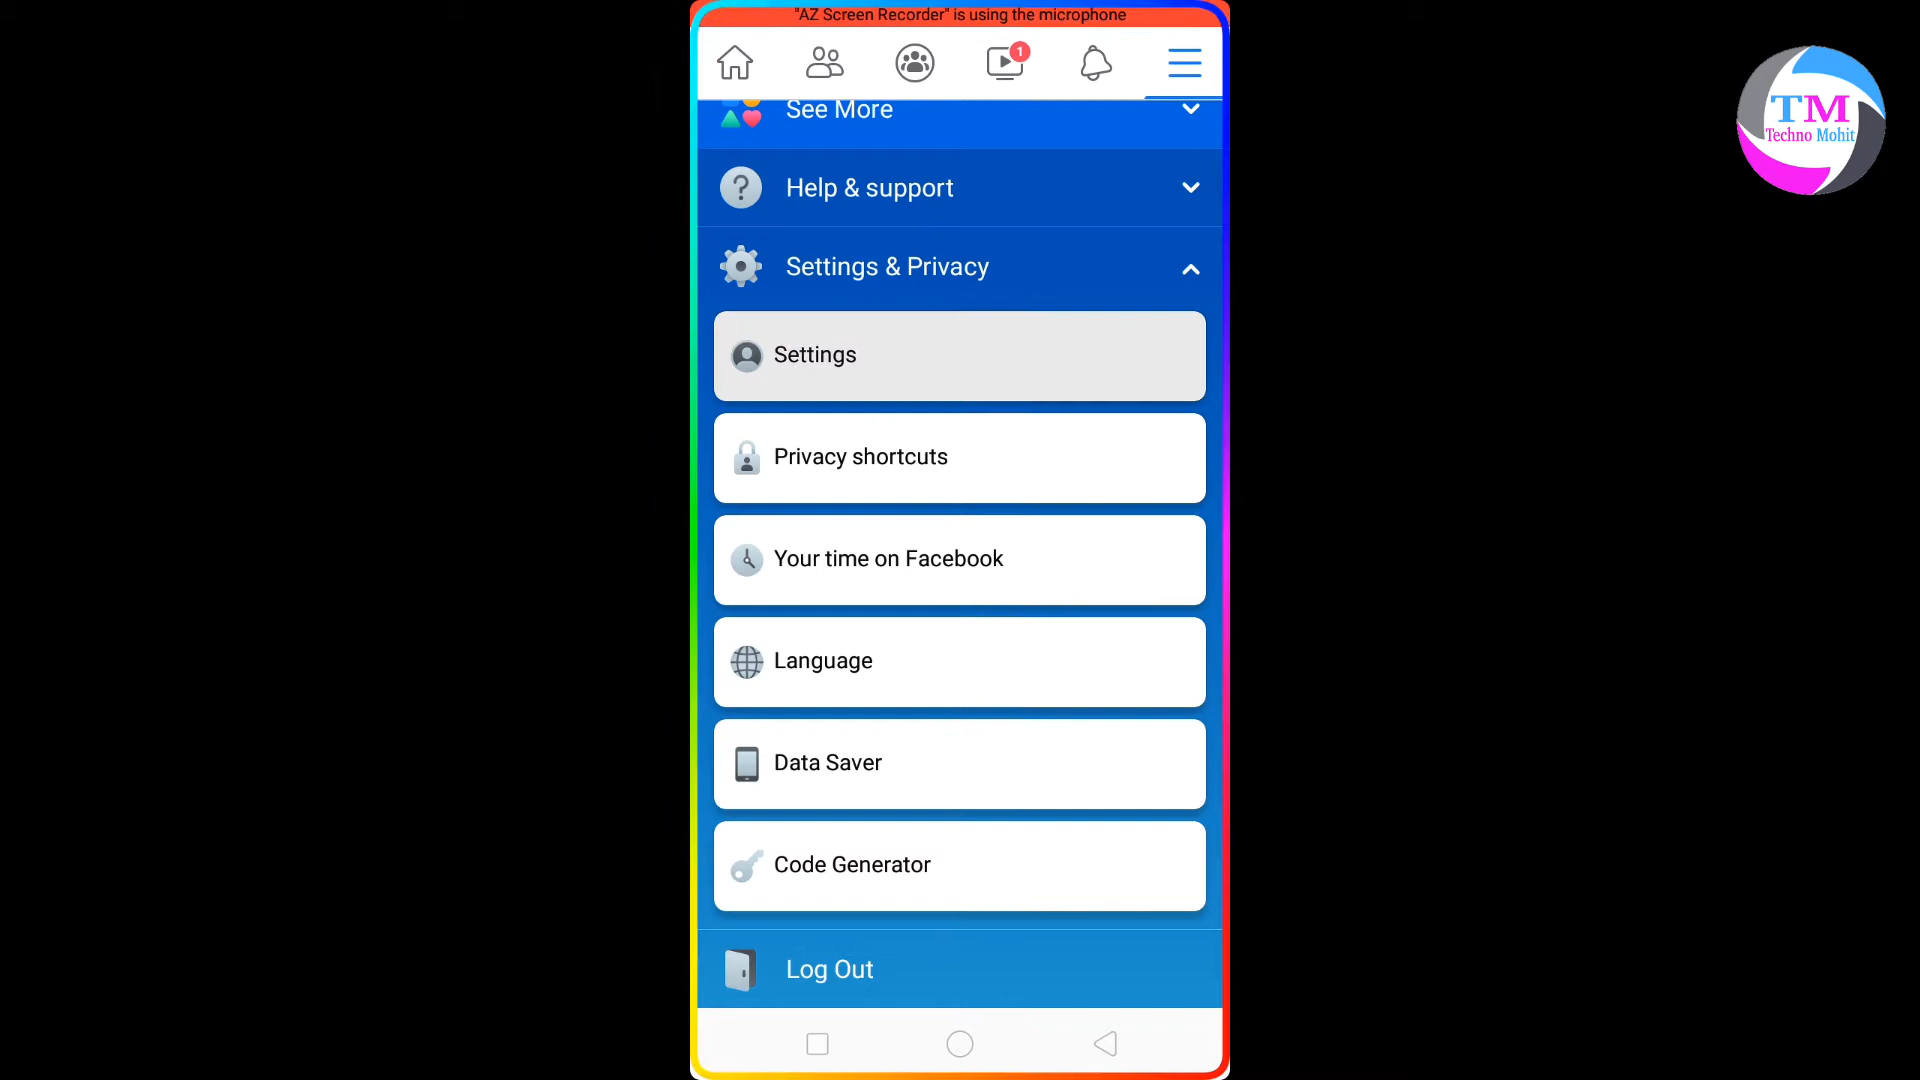 "AZ Screen Recorder" is using the microphone
1
See More
Help & support
Settings & Privacy
Settings
Privacy shortcuts
Your time on Facebook
Language
Data Saver
Code Generator
Log Out
TM
Techno Mohit